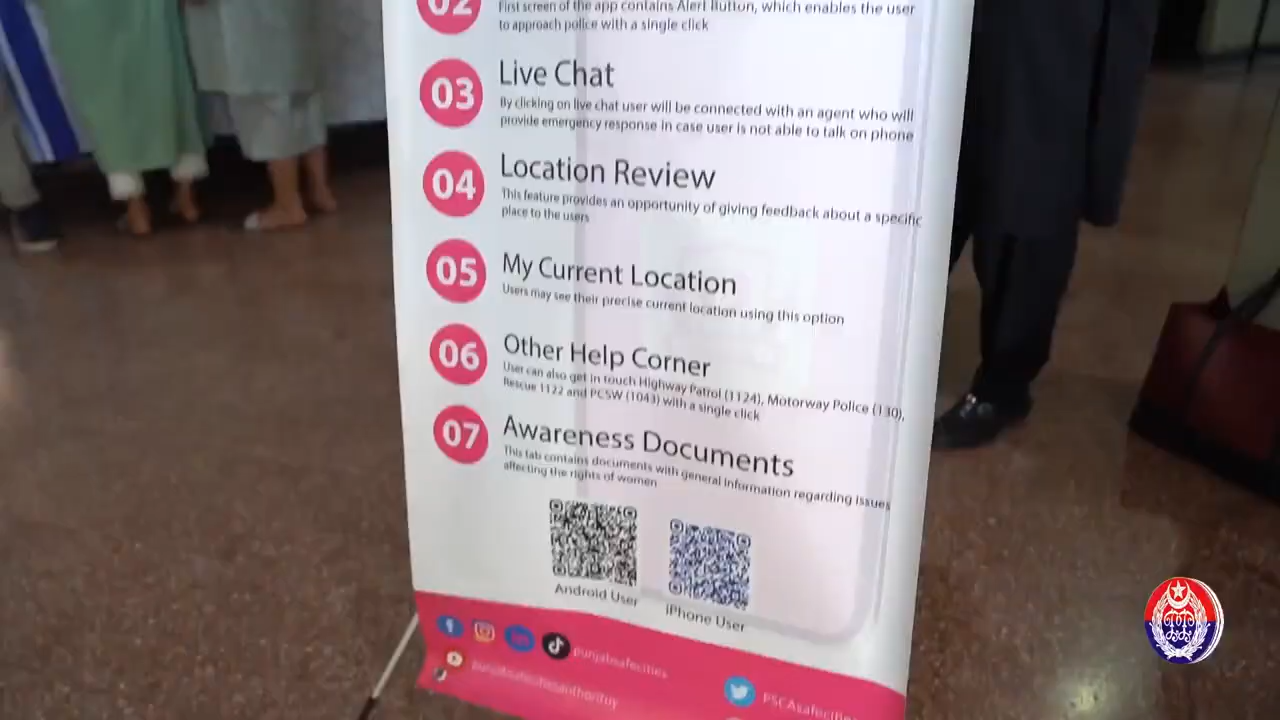 02
First screen of the app contains Alert Button, which enables the user
to approach police with a single click
03
Live Chat
By clicking on live chat user will be connected with an agent who will
provide emergency response in case user is not able to talk on phone
04
Location Review
This feature provides an opportunity of giving feedback about a specific
place to the users
05
My Current Location
Users may see their precise current location using this option
06
Other Help Corner
User can also get in touch Highway Patrol (1124), Motorway Police (130),
Rescue 1122 and PCSW (1043) with a single click
07
Awareness Documents
This tab contains documents with general information regarding issues
affecting the rights of women
Android User
iPhone User
punjabsafecities
punjabsafecitiesauthority
PSCAsafecities